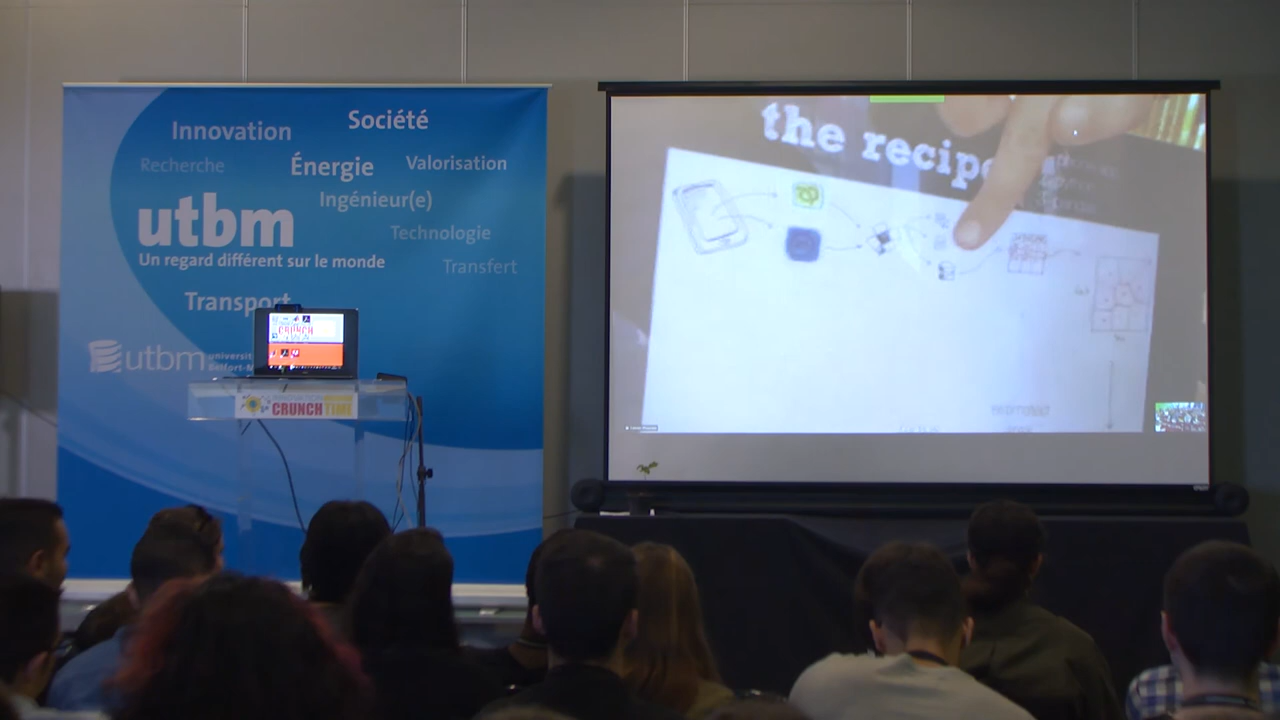 Innovation
Société
Recherche
Énergie
Valorisation
Ingénieur(e)
utbm
Technologie
Un regard différent sur le monde
Transfert
Transport
utbm
CRUNCH
CRUNCH TIME
the recipe